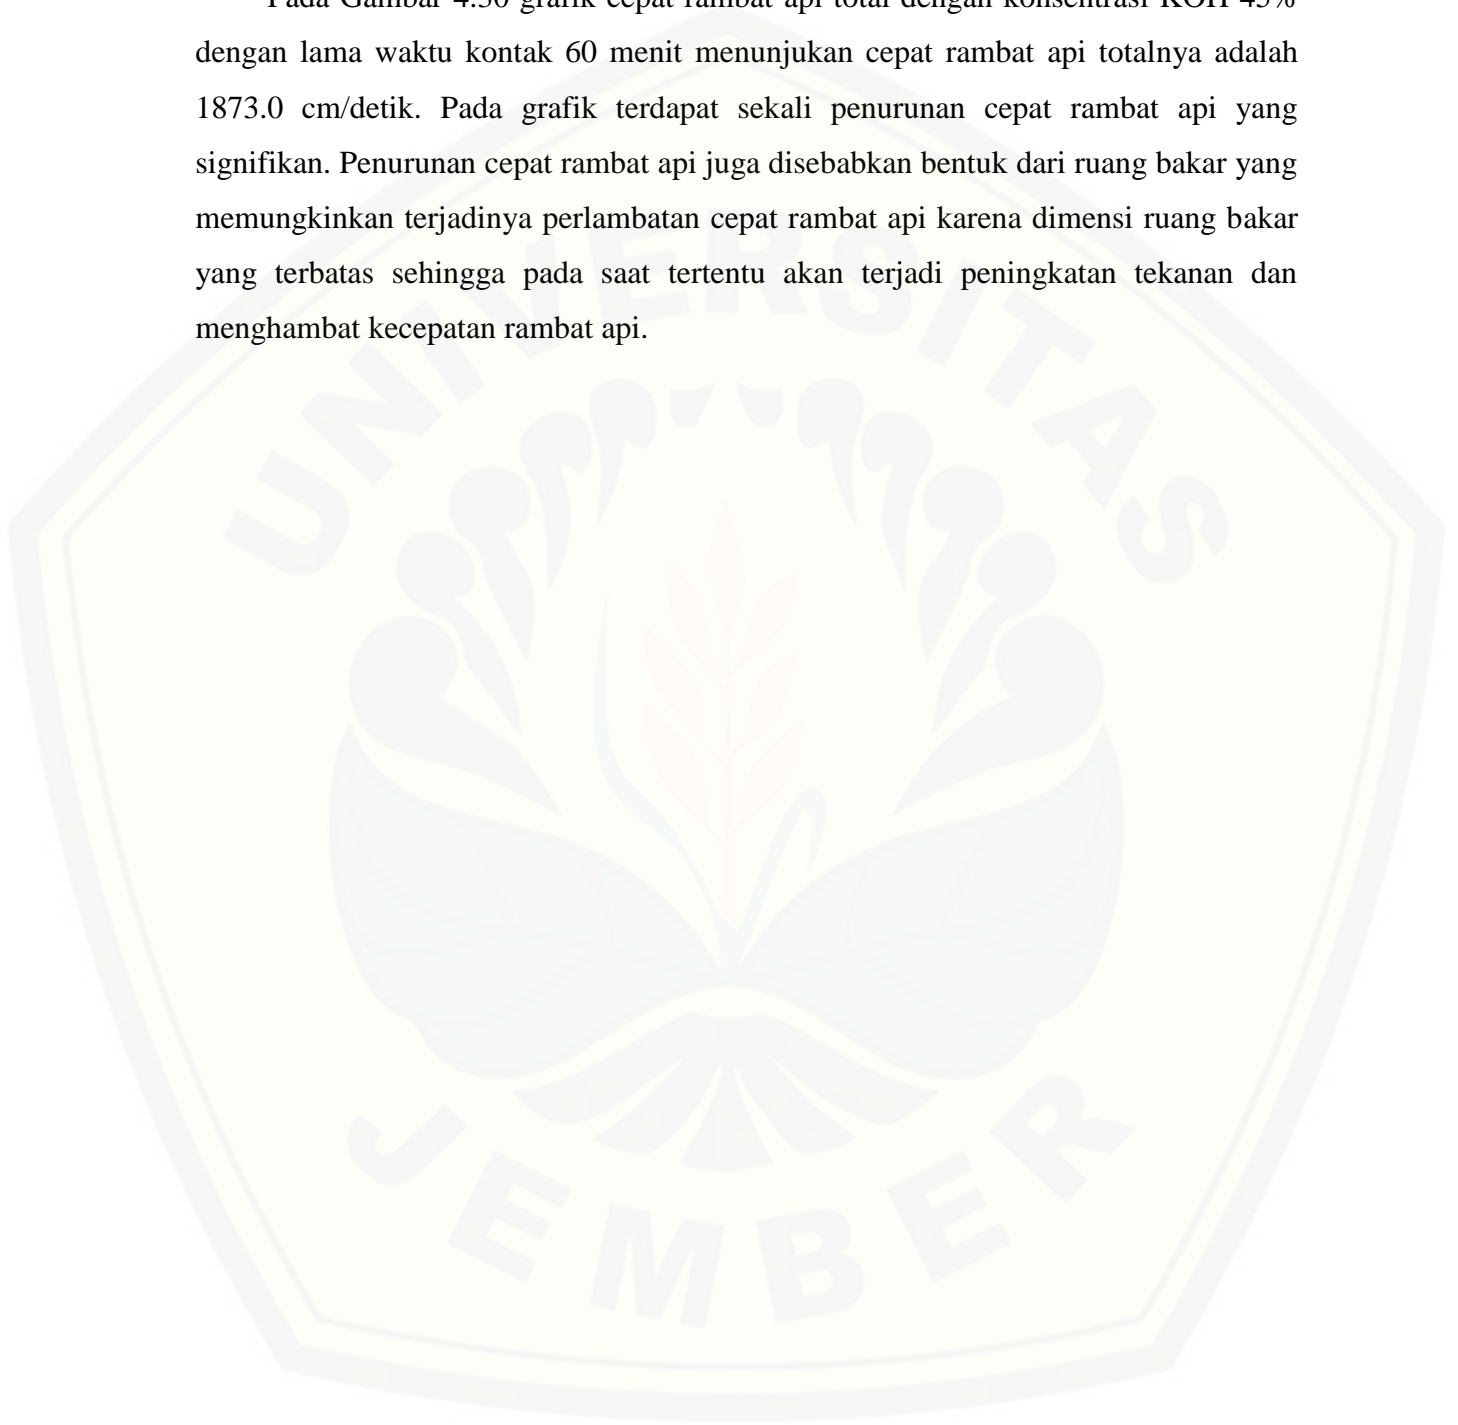 Pada Gambar 4.30 grafik cepat rambat api total dengan konsentrasi KOH 45%
dengan lama waktu kontak 60 menit menunjukan cepat rambat api totalnya adalah
1873.0 cm/detik. Pada grafik terdapat sekali penurunan cepat rambat api yang
signifikan. Penurunan cepat rambat api juga disebabkan bentuk dari ruang bakar yang
memungkinkan terjadinya perlambatan cepat rambat api karena dimensi ruang bakar
yang terbatas sehingga pada saat tertentu akan terjadi peningkatan tekanan dan
menghambat kecepatan rambat api.
UNIVERSITAS
JEMBER